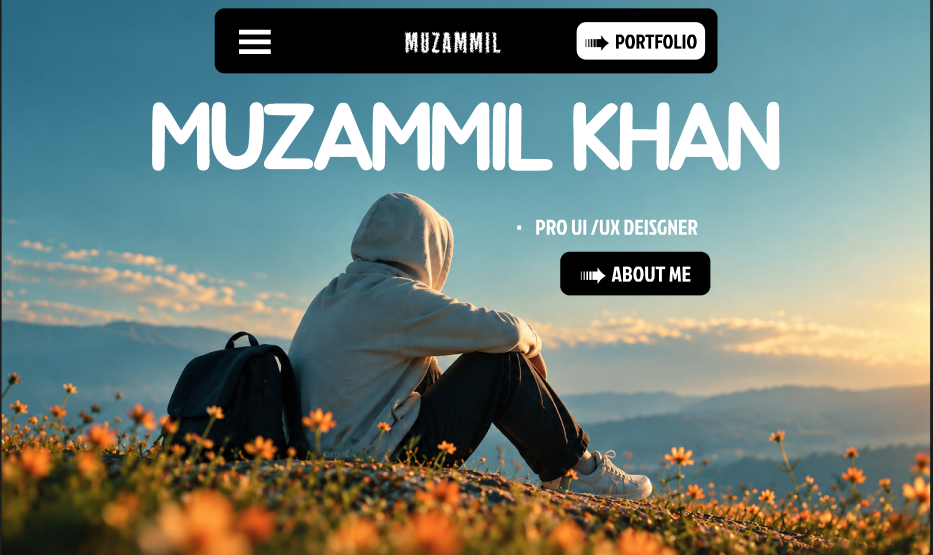 MUZAMMIL
PORTFOLIO
MUZAMMIL KHAN
· PRO UI /UX DEISGNER
ABOUT ME